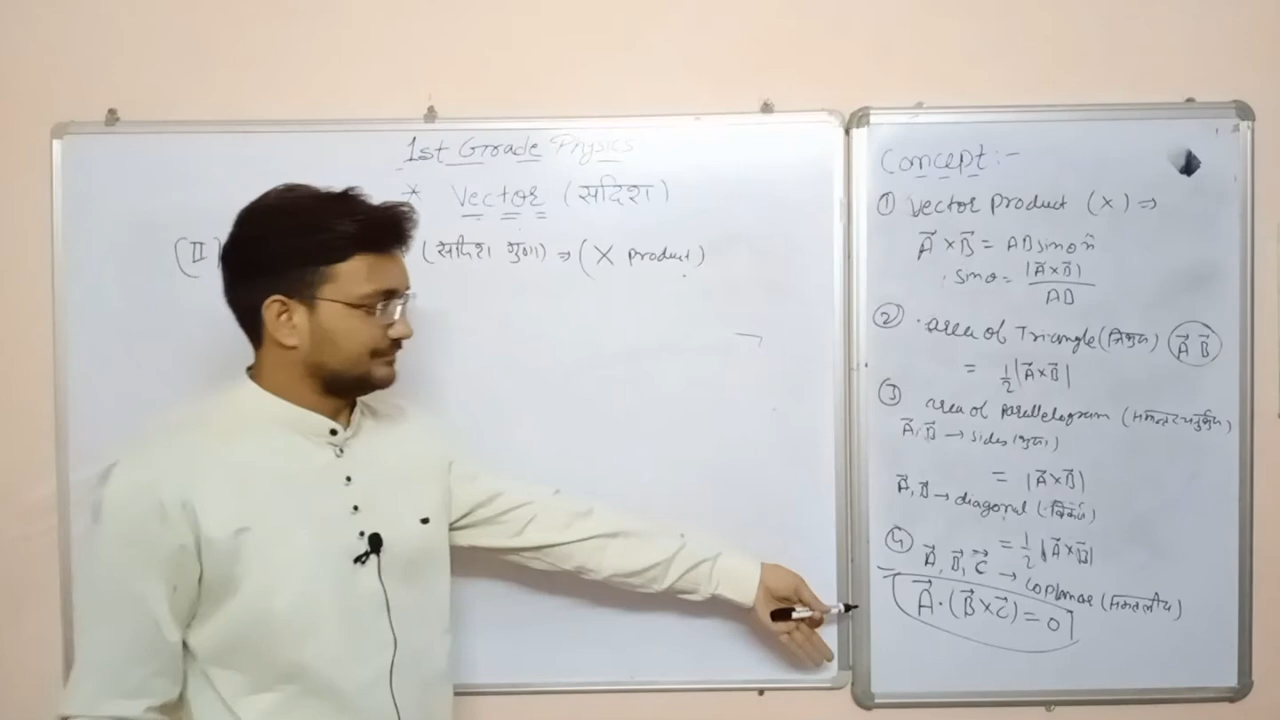 1st Grade Physics
* Vector (सदिश)
(II) (सदिश गुणा) ⇒ (X product)
Concept:-
① Vector Product (X) ⇒
A⃗ × B⃗ = AB sinθ n̂
sinθ = |A⃗×B⃗| / AB
② area of Triangle (त्रिभुज) A⃗ B⃗
= 1/2 |A⃗×B⃗|
③ area of Parallelogram (समान्तर चतुर्भुज)
A⃗, B⃗ → sides (भुजा)
= |A⃗×B⃗|
A⃗, B⃗ → diagonal (विकर्ण)
= 1/2 |A⃗×B⃗|
④ A⃗, B⃗, C⃗ → coplanar (समतलीय)
A⃗·(B⃗×C⃗) = 0